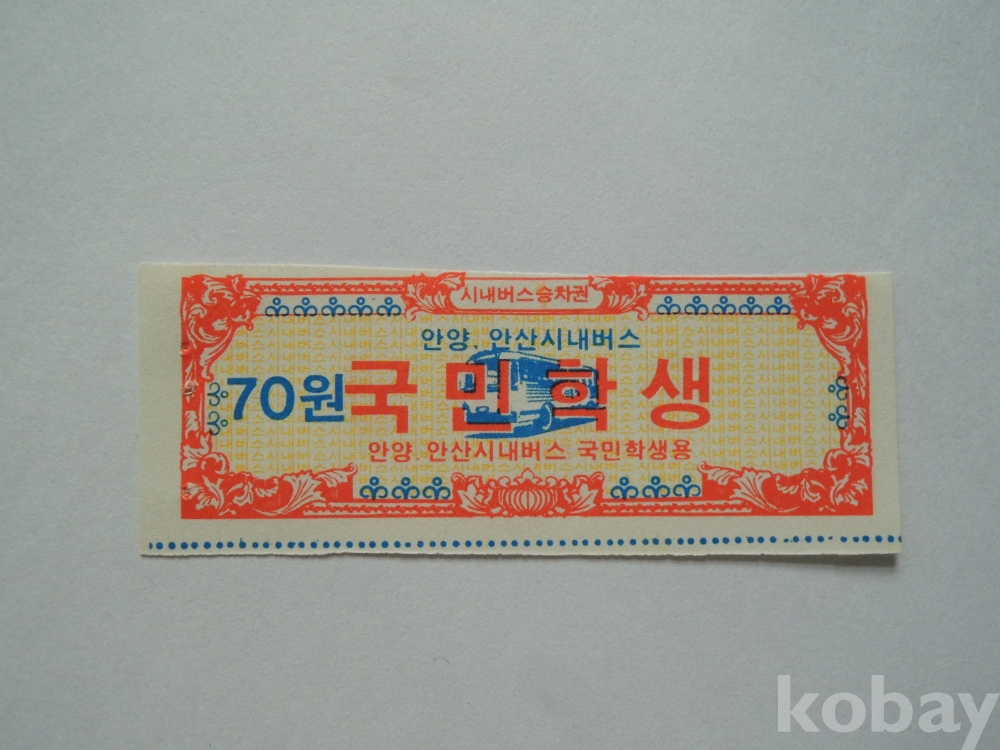 시내버스승차권
안양. 안산시내버스
70원 국민학생
안양. 안산시내버스 국민학생용
kobay